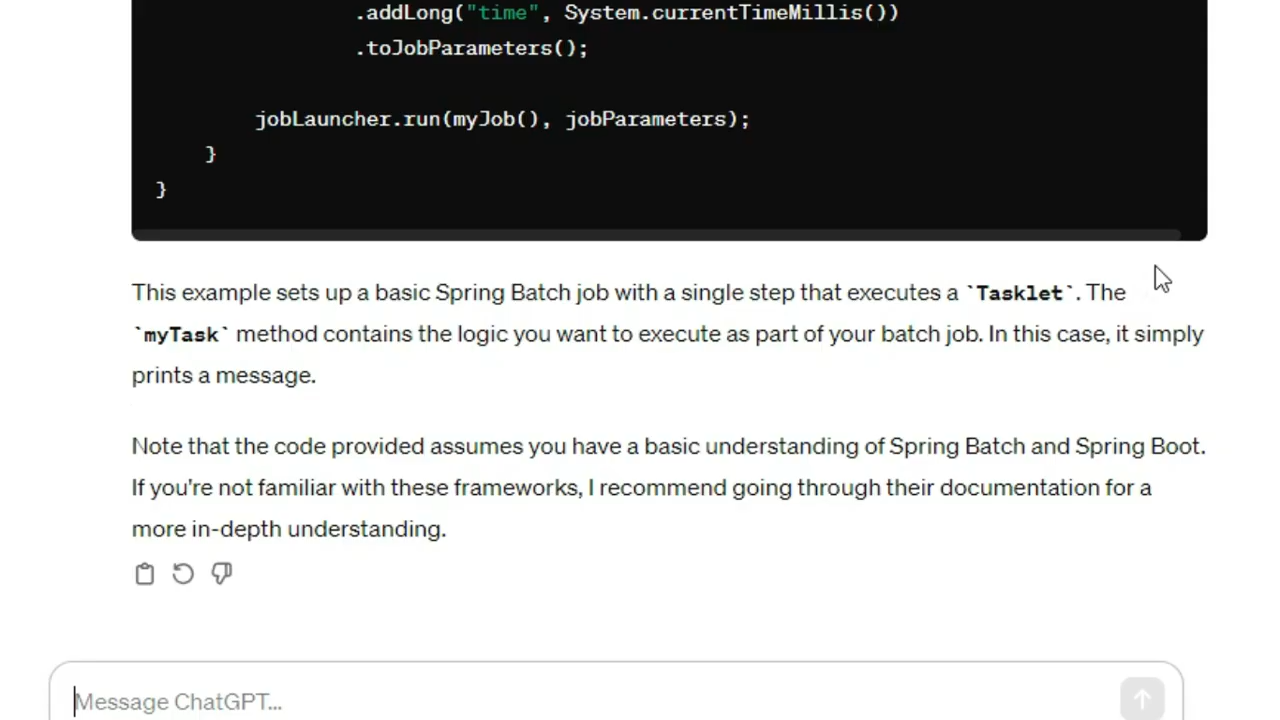 .addLong("time", System.currentTimeMillis())
.toJobParameters();
jobLauncher.run(myJob(), jobParameters);
}
}
This example sets up a basic Spring Batch job with a single step that executes a `Tasklet`. The
`myTask` method contains the logic you want to execute as part of your batch job. In this case, it simply
prints a message.
Note that the code provided assumes you have a basic understanding of Spring Batch and Spring Boot.
If you're not familiar with these frameworks, I recommend going through their documentation for a
more in-depth understanding.
Message ChatGPT...